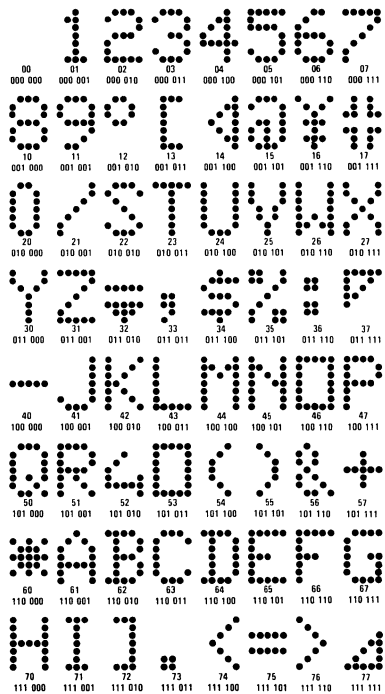 1 2 3 4 5 6 7
00 01 02 03 04 05 06 07
000 000 000 001 000 010 000 011 000 100 000 101 000 110 000 111
8 9 ° [ @ ¥ #
10 11 12 13 14 15 16 17
001 000 001 001 001 010 001 011 001 100 001 101 001 110 001 111
0 / S T U V W X
20 21 22 23 24 25 26 27
010 000 010 001 010 010 010 011 010 100 010 101 010 110 010 111
Y Z $ %
30 31 32 33 34 35 36 37
011 000 011 001 011 010 011 011 011 100 011 101 011 110 011 111
— J K L M N O P
40 41 42 43 44 45 46 47
100 000 100 001 100 010 100 011 100 100 100 101 100 110 100 111
Q R ∠ □ ( ) & +
50 51 52 53 54 55 56 57
101 000 101 001 101 010 101 011 101 100 101 101 101 110 101 111
* A B C D E F G
60 61 62 63 64 65 66 67
110 000 110 001 110 010 110 011 110 100 110 101 110 110 110 111
H I ] . < = > ⊿
70 71 72 73 74 75 76 77
111 000 111 001 111 010 111 011 111 100 111 101 111 110 111 111